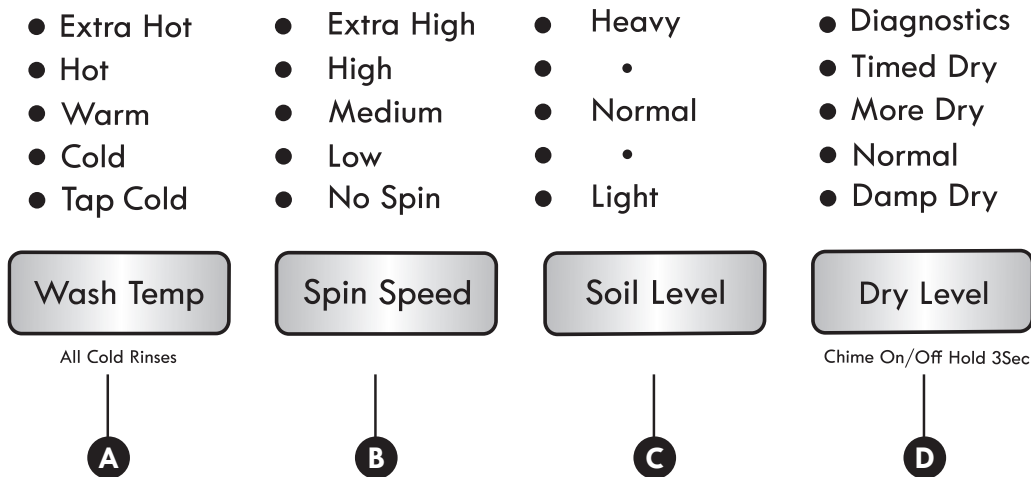 Extra Hot
Hot
Warm
Cold
Tap Cold
Wash Temp
All Cold Rinses
A
Extra High
High
Medium
Low
No Spin
Spin Speed
B
Heavy
Normal
Light
Soil Level
C
Diagnostics
Timed Dry
More Dry
Normal
Damp Dry
Dry Level
Chime On/Off Hold 3Sec
D